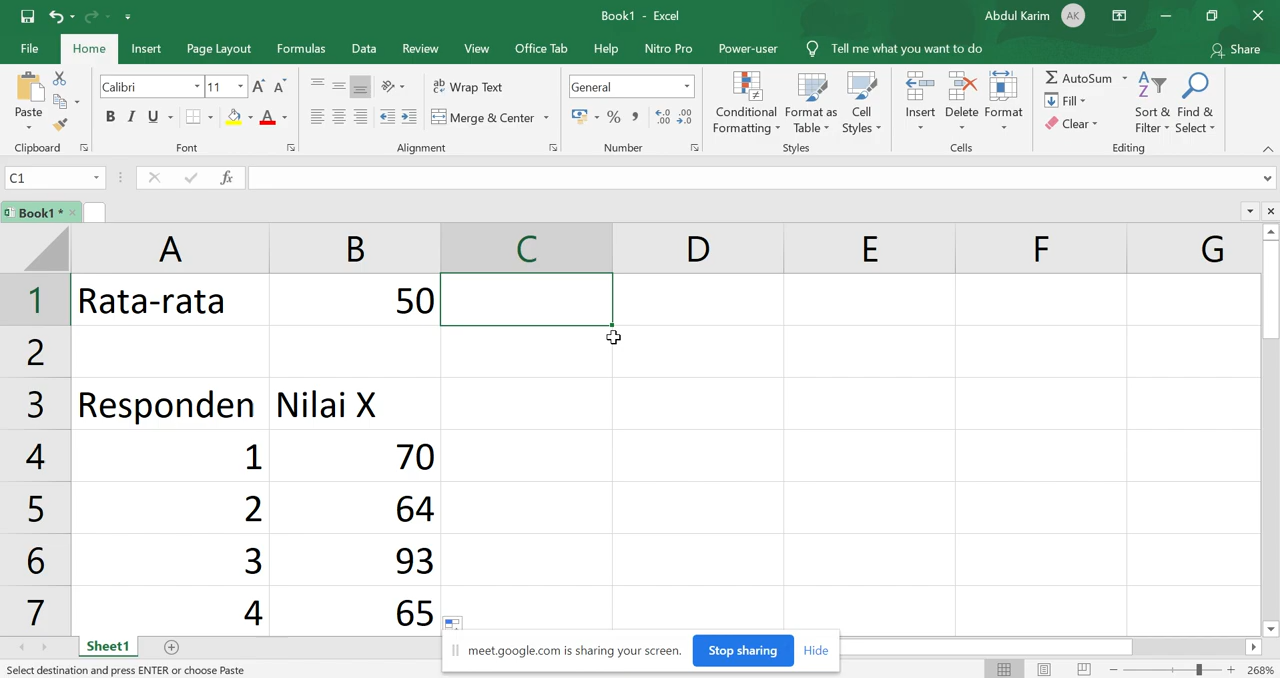 Book1 - Excel
Abdul Karim AK
File Home Insert Page Layout Formulas Data Review View Office Tab Help Nitro Pro Power-user Tell me what you want to do Share
Paste
Clipboard
Calibri 11
B I U A
Font
Wrap Text
Merge & Center
Alignment
General
% , .00 .00
Number
Conditional Formatting
Format as Table
Cell Styles
Styles
Insert Delete Format
Cells
AutoSum
Fill
Clear
Sort & Filter
Find & Select
Editing
C1 fx
Book1 *
A B C D E F G
1 Rata-rata 50
2
3 Responden Nilai X
4 1 70
5 2 64
6 3 93
7 4 65
Sheet1
meet.google.com is sharing your screen. Stop sharing Hide
Select destination and press ENTER or choose Paste 268%